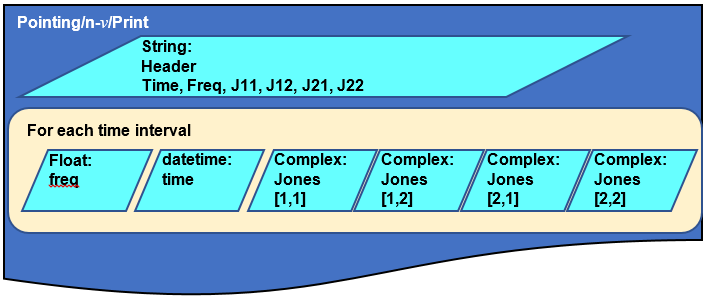 Pointing/n-ν/Print
String:
Header
Time, Freq, J11, J12, J21, J22
For each time interval
Float:
freq
datetime:
time
Complex:
Jones
[1,1]
Complex:
Jones
[1,2]
Complex:
Jones
[2,1]
Complex:
Jones
[2,2]